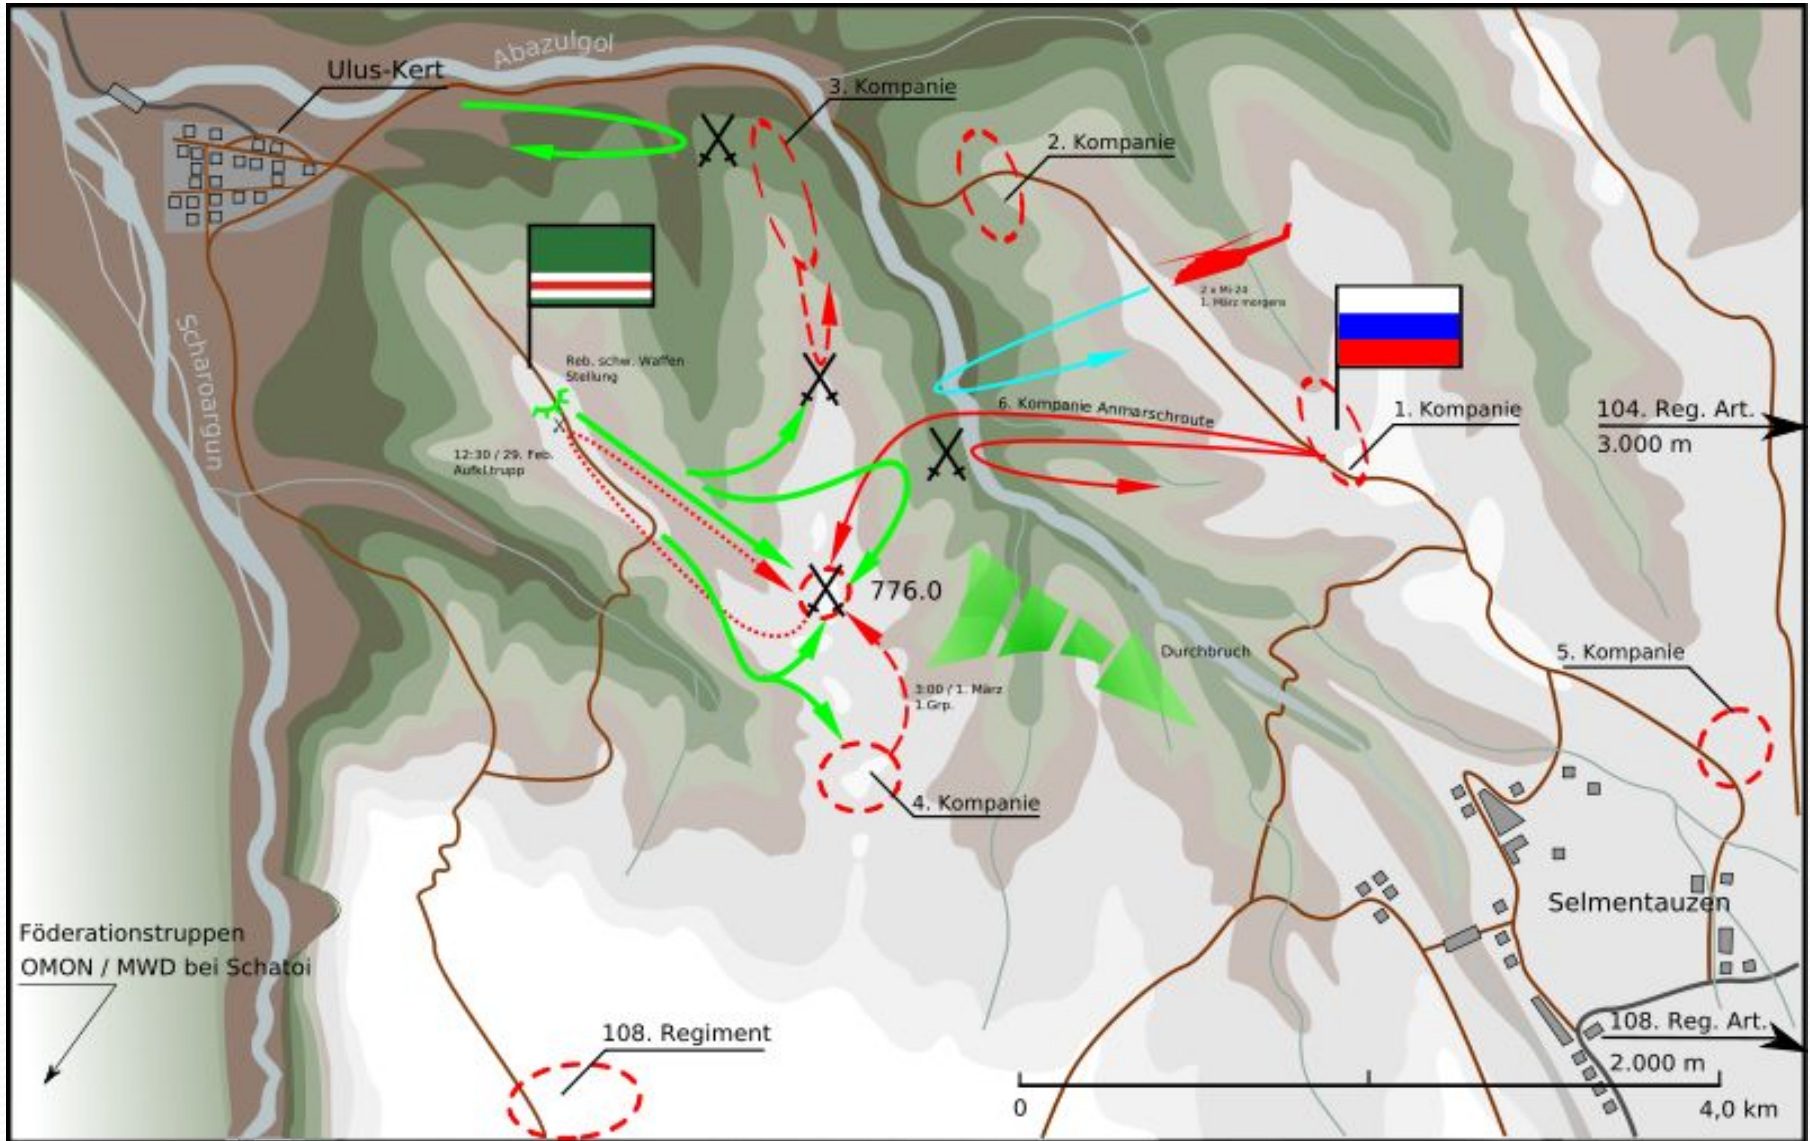 Abazulgol
Ulus-Kert
3. Kompanie
2. Kompanie
2 x Mi-24
1. März morgens
Scharoargun
Reb. schw. Waffen
Stellung
6. Kompanie Anmarschroute
1. Kompanie
104. Reg. Art.
3.000 m
12:30 / 29. Feb.
Aufkl.trupp
776.0
Durchbruch
5. Kompanie
3:00 / 1. März
1.Grp.
4. Kompanie
Selmentauzen
Föderationstruppen
OMON / MWD bei Schatoi
108. Regiment
108. Reg. Art.
2.000 m
0
4,0 km